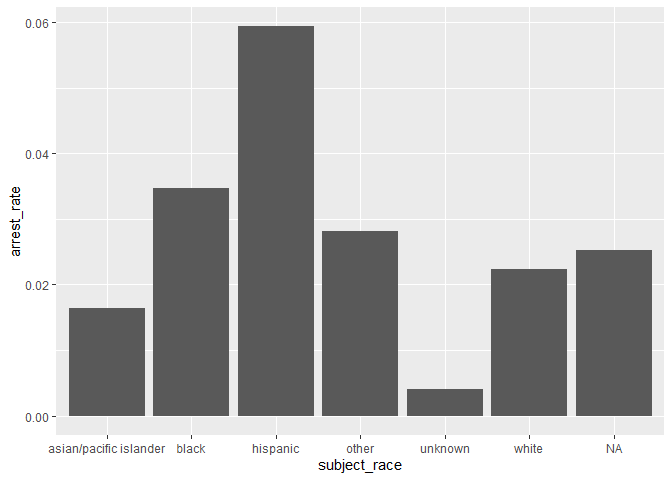 0.06
0.04
0.02
0.00
arrest_rate
asian/pacific islander black hispanic other unknown white NA
subject_race